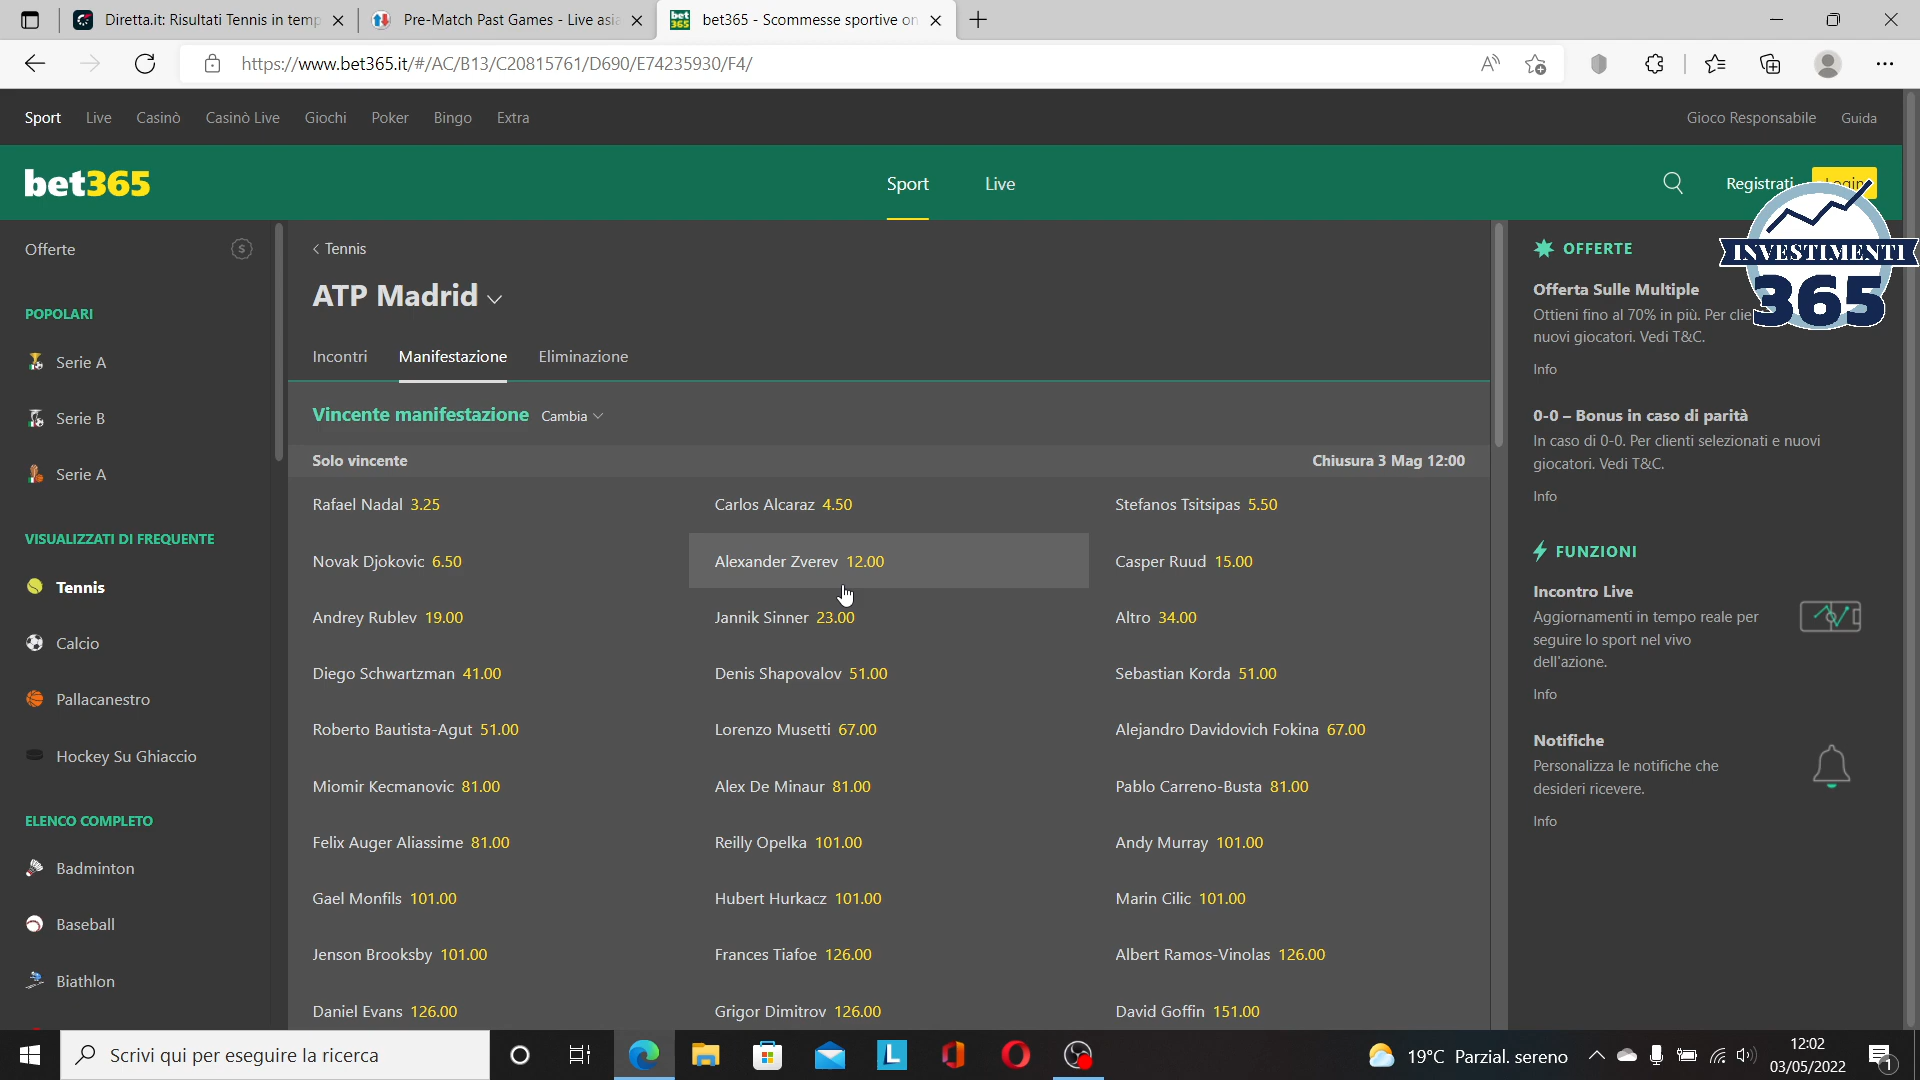 Diretta.it: Risultati Tennis in temp
Pre-Match Past Games - Live asia
bet365 - Scommesse sportive on
https://www.bet365.it/#/AC/B13/C20815761/D690/E74235930/F4/
Sport Live Casinò Casinò Live Giochi Poker Bingo Extra
Gioco Responsabile Guida
bet365
Sport Live
Registrati Login
INVESTIMENTI
365
Offerte
POPOLARI
Serie A
Serie B
Serie A
VISUALIZZATI DI FREQUENTE
Tennis
Calcio
Pallacanestro
Hockey Su Ghiaccio
ELENCO COMPLETO
Badminton
Baseball
Biathlon
< Tennis
ATP Madrid
Incontri Manifestazione Eliminazione
Vincente manifestazione Cambia
Solo vincente Chiusura 3 Mag 12:00
Rafael Nadal 3.25 Carlos Alcaraz 4.50 Stefanos Tsitsipas 5.50
Novak Djokovic 6.50 Alexander Zverev 12.00 Casper Ruud 15.00
Andrey Rublev 19.00 Jannik Sinner 23.00 Altro 34.00
Diego Schwartzman 41.00 Denis Shapovalov 51.00 Sebastian Korda 51.00
Roberto Bautista-Agut 51.00 Lorenzo Musetti 67.00 Alejandro Davidovich Fokina 67.00
Miomir Kecmanovic 81.00 Alex De Minaur 81.00 Pablo Carreno-Busta 81.00
Felix Auger Aliassime 81.00 Reilly Opelka 101.00 Andy Murray 101.00
Gael Monfils 101.00 Hubert Hurkacz 101.00 Marin Cilic 101.00
Jenson Brooksby 101.00 Frances Tiafoe 126.00 Albert Ramos-Vinolas 126.00
Daniel Evans 126.00 Grigor Dimitrov 126.00 David Goffin 151.00
OFFERTE
Offerta Sulle Multiple
Ottieni fino al 70% in più. Per clie
nuovi giocatori. Vedi T&C.
Info
0-0 – Bonus in caso di parità
In caso di 0-0. Per clienti selezionati e nuovi
giocatori. Vedi T&C.
Info
FUNZIONI
Incontro Live
Aggiornamenti in tempo reale per
seguire lo sport nel vivo
dell'azione.
Info
Notifiche
Personalizza le notifiche che
desideri ricevere.
Info
Scrivi qui per eseguire la ricerca
L
19°C Parzial. sereno
12:02
03/05/2022
1